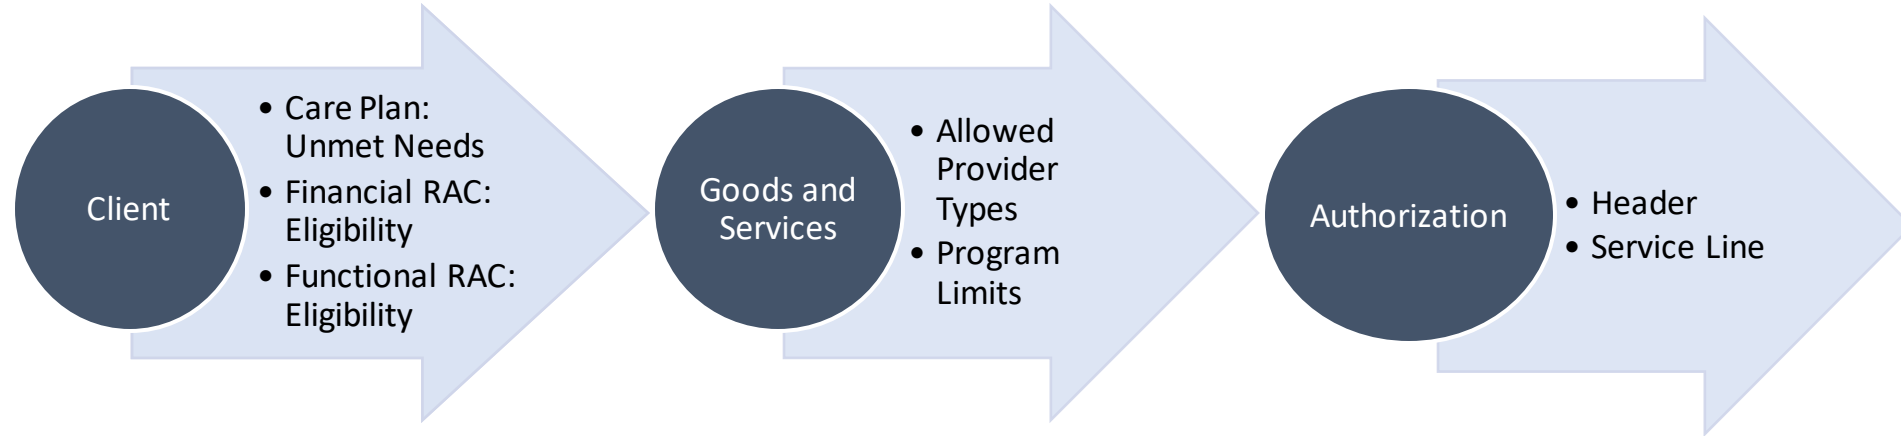 Client
• Care Plan:
Unmet Needs
• Financial RAC:
Eligibility
• Functional RAC:
Eligibility
Goods and
Services
• Allowed
Provider
Types
• Program
Limits
Authorization
• Header
• Service Line